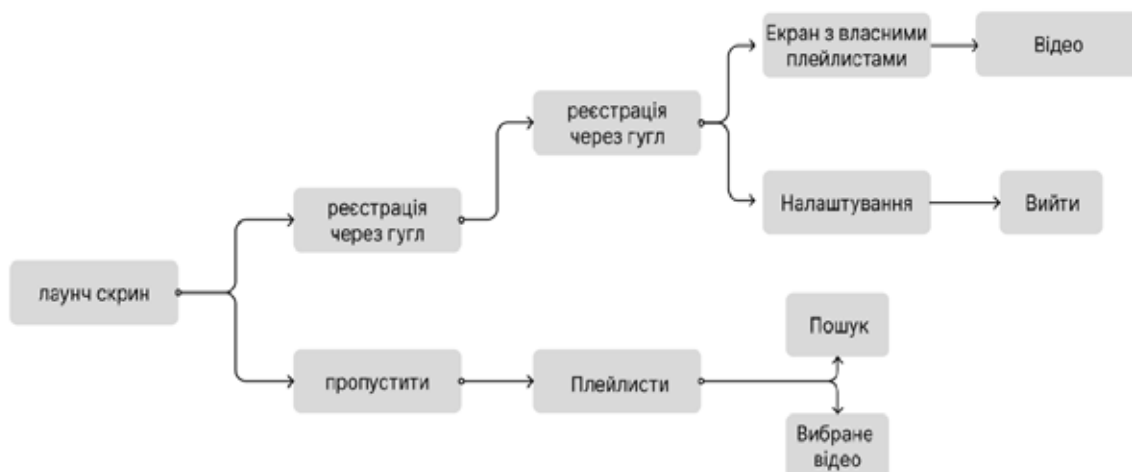 Екран з власними
плейлистами
Відео
реєстрація
через гугл
реєстрація
через гугл
Налаштування
Вийти
лаунч скрин
Пошук
пропустити
Плейлисти
Вибране
відео